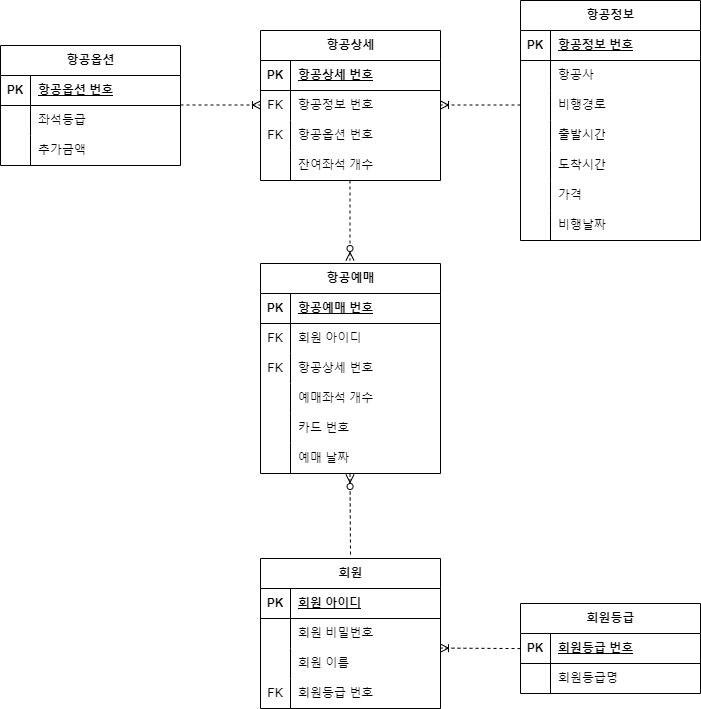 항공옵션
PK 항공옵션 번호
좌석등급
추가금액
항공상세
PK 항공상세 번호
FK 항공정보 번호
FK 항공옵션 번호
잔여좌석 개수
항공정보
PK 항공정보 번호
항공사
비행경로
출발시간
도착시간
가격
비행날짜
항공예매
PK 항공예매 번호
FK 회원 아이디
FK 항공상세 번호
예매좌석 개수
카드 번호
예매 날짜
회원
PK 회원 아이디
회원 비밀번호
회원 이름
FK 회원등급 번호
회원등급
PK 회원등급 번호
회원등급명